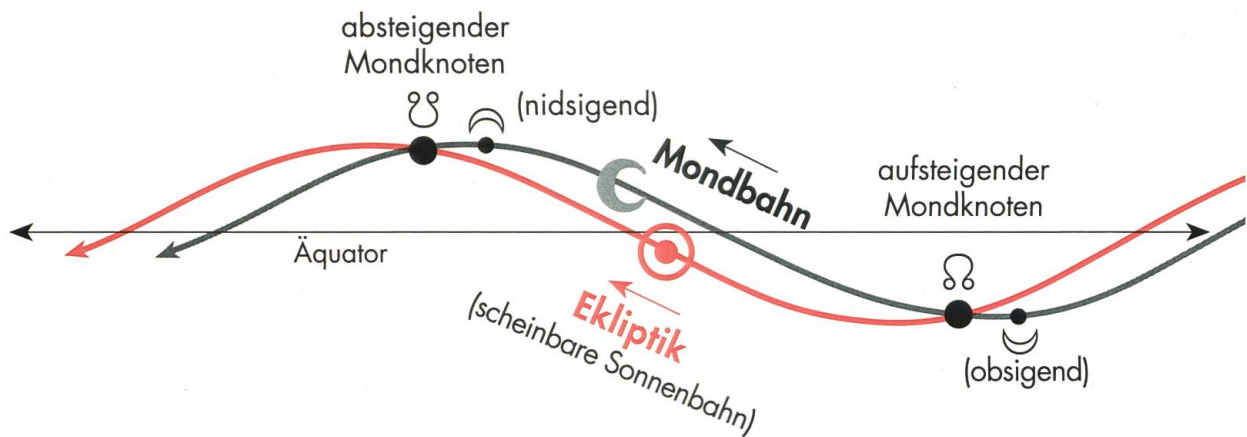 absteigender
Mondknoten
☋
(nidsigend)
Mondbahn
aufsteigender
Mondknoten
Äquator
☊
Ekliptik
(scheinbare Sonnenbahn)
(obsigend)